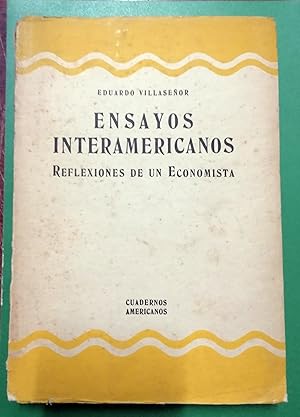 EDUARDO VILLASEÑOR
ENSAYOS
INTERAMERICANOS
REFLEXIONES DE UN ECONOMISTA
CUADERNOS
AMERICANOS